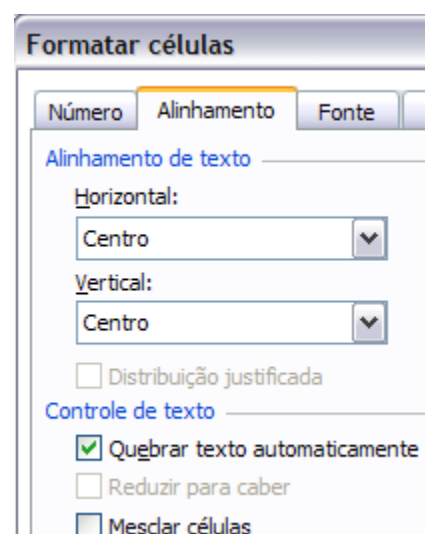 Formatar células
Número Alinhamento Fonte
Alinhamento de texto
Horizontal:
Centro
Vertical:
Centro
Distribuição justificada
Controle de texto
Quebrar texto automaticamente
Reduzir para caber
Mesclar células